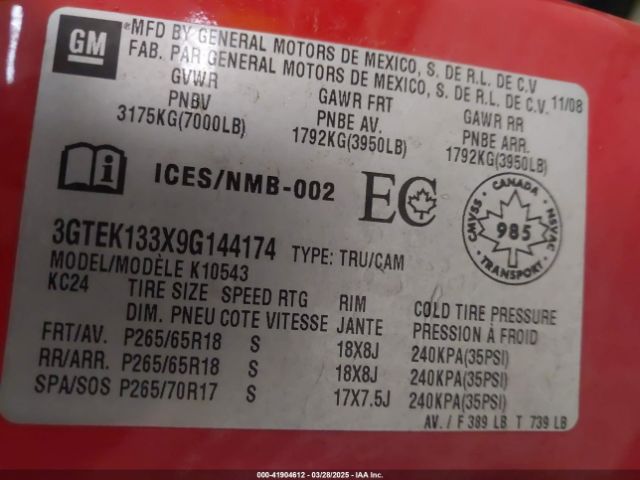 GM
MFD BY GENERAL MOTORS DE MEXICO, S. DE R.L. DE C.V
FAB. PAR GENERAL MOTORS DE MEXICO, S. DE R.L. DE C.V. 11/08
GVWR GAWR FRT GAWR RR
PNBV PNBE AV. PNBE ARR.
3175KG(7000LB) 1792KG(3950LB) 1792KG(3950LB)
i ICES/NMB-002 EC
CANADA
CMVSS 985 NSVAC
TRANSPORT
3GTEK133X9G144174 TYPE: TRU/CAM
MODEL/MODÈLE K10543
KC24 TIRE SIZE SPEED RTG RIM COLD TIRE PRESSURE
DIM. PNEU COTE VITESSE JANTE PRESSION À FROID
FRT/AV. P265/65R18 S 18X8J 240KPA(35PSI)
RR/ARR. P265/65R18 S 18X8J 240KPA(35PSI)
SPA/SOS P265/70R17 S 17X7.5J 240KPA(35PSI)
AV. / F 389 LB T 739 LB
000-41904612 | 03/28/2025 - IAA Inc.